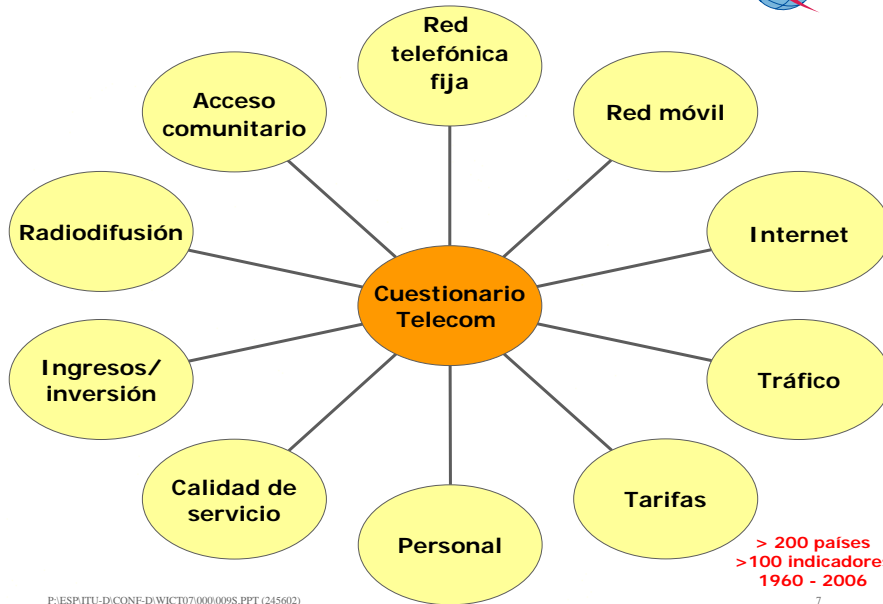 Red
telefónica
fija
Acceso
comunitario
Red móvil
Radiodifusión
Internet
Cuestionario
Telecom
Ingresos/
inversión
Tráfico
Calidad de
servicio
Tarifas
Personal
> 200 países
>100 indicadores
1960 - 2006
P:\ESP\ITU-D\CONF-D\WICT07\000\009S.PPT (245602)
7